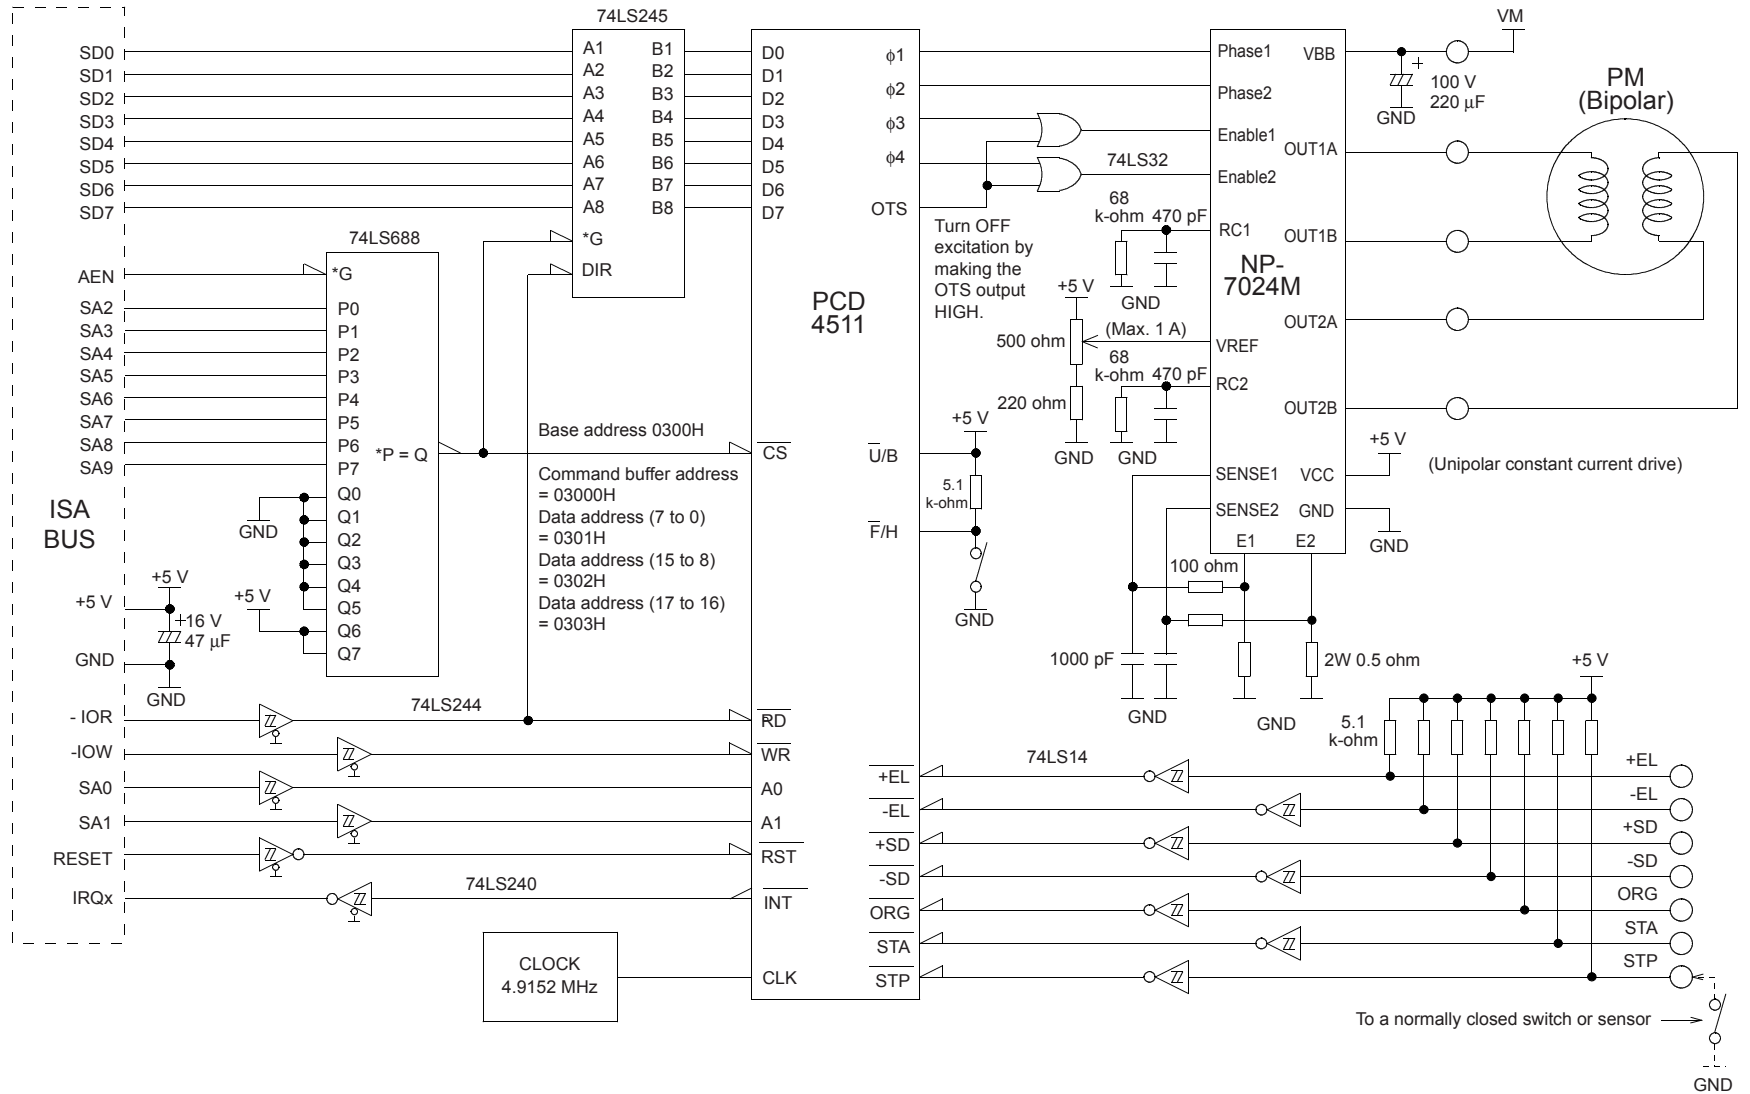 ISA
BUS
SD0
SD1
SD2
SD3
SD4
SD5
SD6
SD7
AEN
SA2
SA3
SA4
SA5
SA6
SA7
SA8
SA9
+5 V
GND
- IOR
-IOW
SA0
SA1
RESET
IRQx
+5 V
+16 V
47 μF
GND
74LS688
*G
P0
P1
P2
P3
P4
P5
P6
P7
*P = Q
Q0
Q1
Q2
Q3
Q4
Q5
Q6
Q7
GND
+5 V
74LS245
A1
A2
A3
A4
A5
A6
A7
A8
*G
DIR
B1
B2
B3
B4
B5
B6
B7
B8
Base address 0300H
Command buffer address
= 03000H
Data address (7 to 0)
= 0301H
Data address (15 to 8)
= 0302H
Data address (17 to 16)
= 0303H
74LS244
74LS240
CLOCK
4.9152 MHz
PCD
4511
D0
D1
D2
D3
D4
D5
D6
D7
CS
RD
WR
A0
A1
RST
INT
CLK
ϕ1
ϕ2
ϕ3
ϕ4
OTS
U/B
F/H
+EL
-EL
+SD
-SD
ORG
STA
STP
74LS32
Turn OFF
excitation by
making the
OTS output
HIGH.
+5 V
5.1
k-ohm
GND
68
k-ohm
470 pF
GND
+5 V
500 ohm
(Max. 1 A)
68
k-ohm
470 pF
220 ohm
GND
GND
NP-
7024M
Phase1
Phase2
Enable1
Enable2
RC1
VREF
RC2
SENSE1
SENSE2
E1
E2
VBB
OUT1A
OUT1B
OUT2A
OUT2B
VCC
GND
VM
+
100 V
220 μF
GND
PM
(Bipolar)
+5 V
(Unipolar constant current drive)
GND
100 ohm
1000 pF
2W 0.5 ohm
GND
GND
+5 V
5.1
k-ohm
74LS14
+EL
-EL
+SD
-SD
ORG
STA
STP
To a normally closed switch or sensor
GND